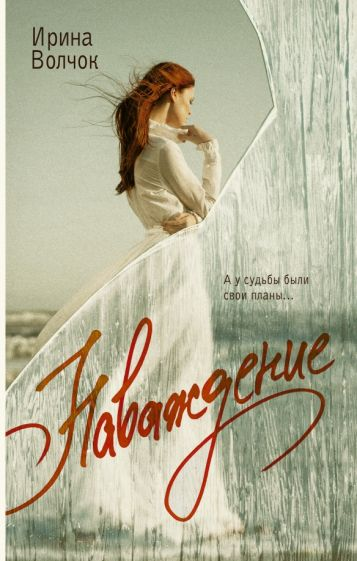 Ирина
Волчок
А у судьбы были
свои планы...
Наваждение